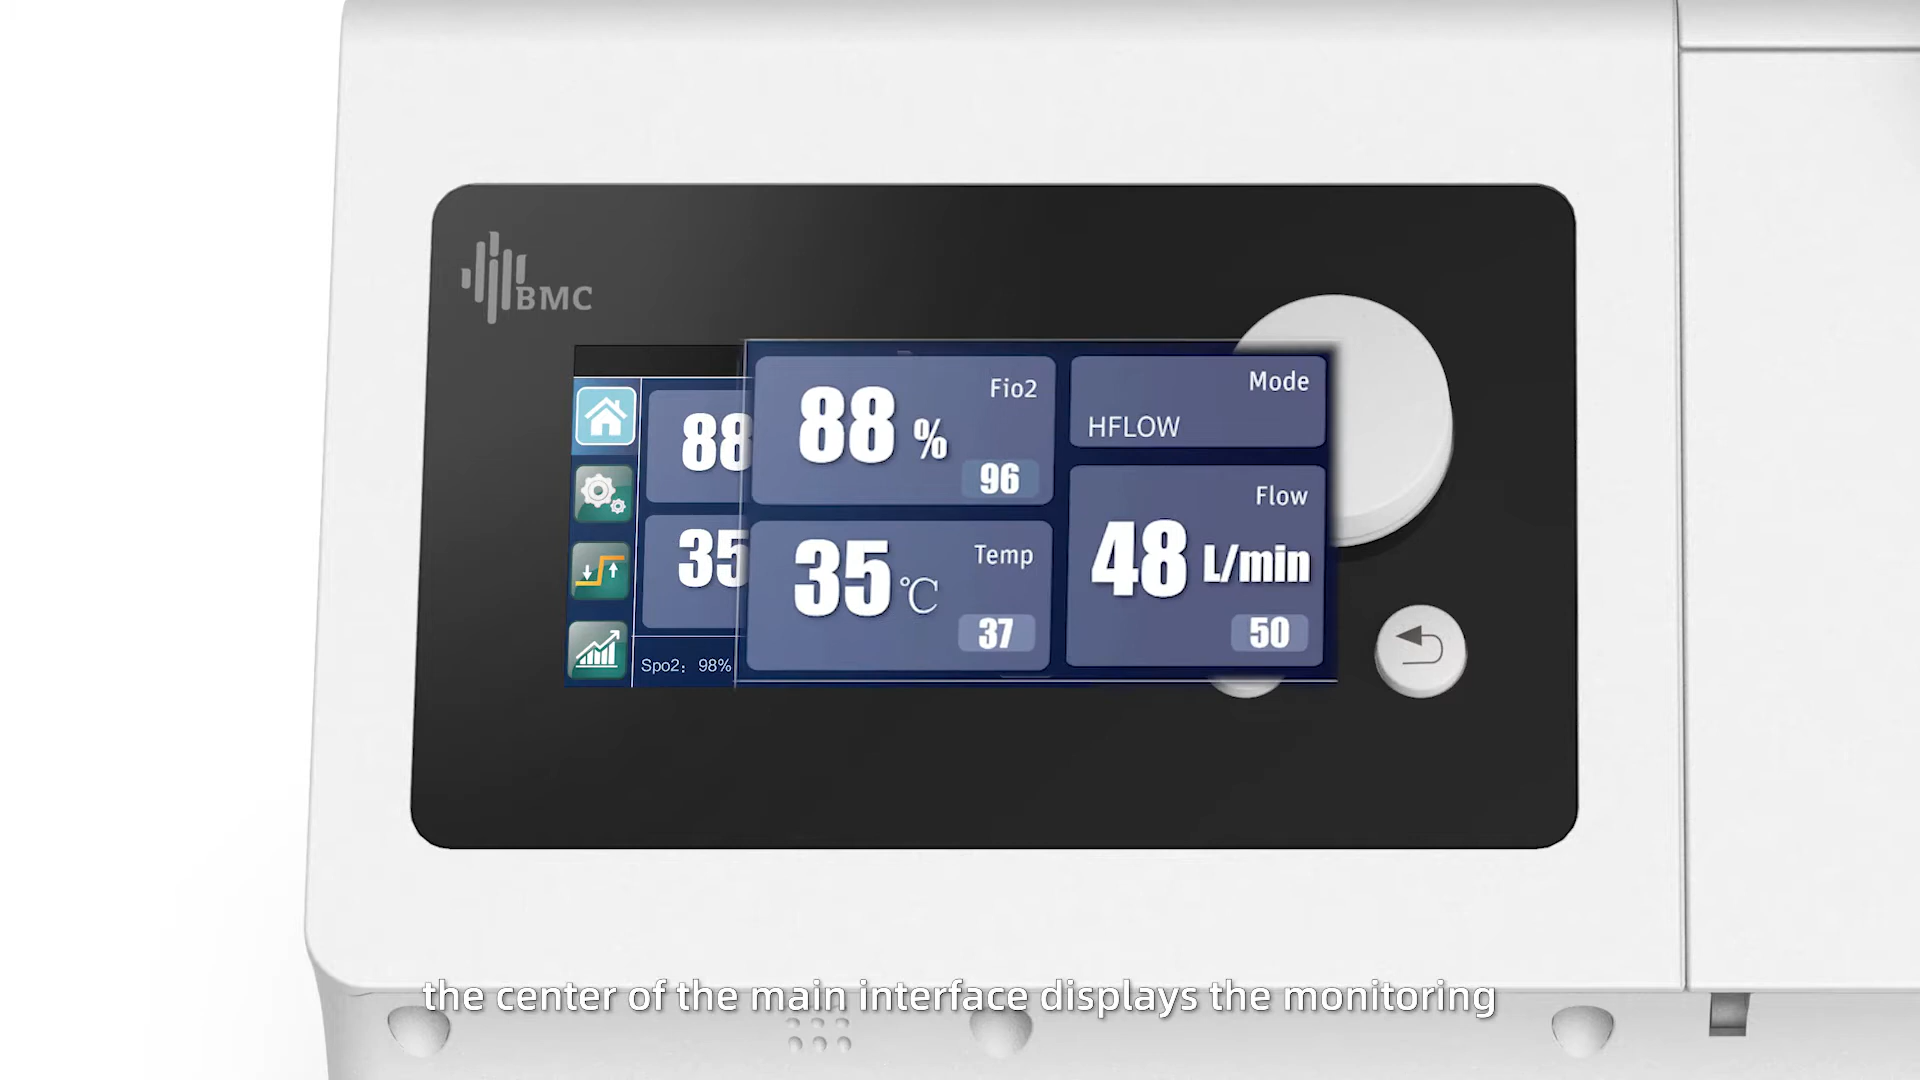 BMC
88
35
Spo2: 98%
Fio2
88 %
96
Temp
35 ℃
37
Mode
HFLOW
Flow
48 L/min
50
the center of the main interface displays the monitoring